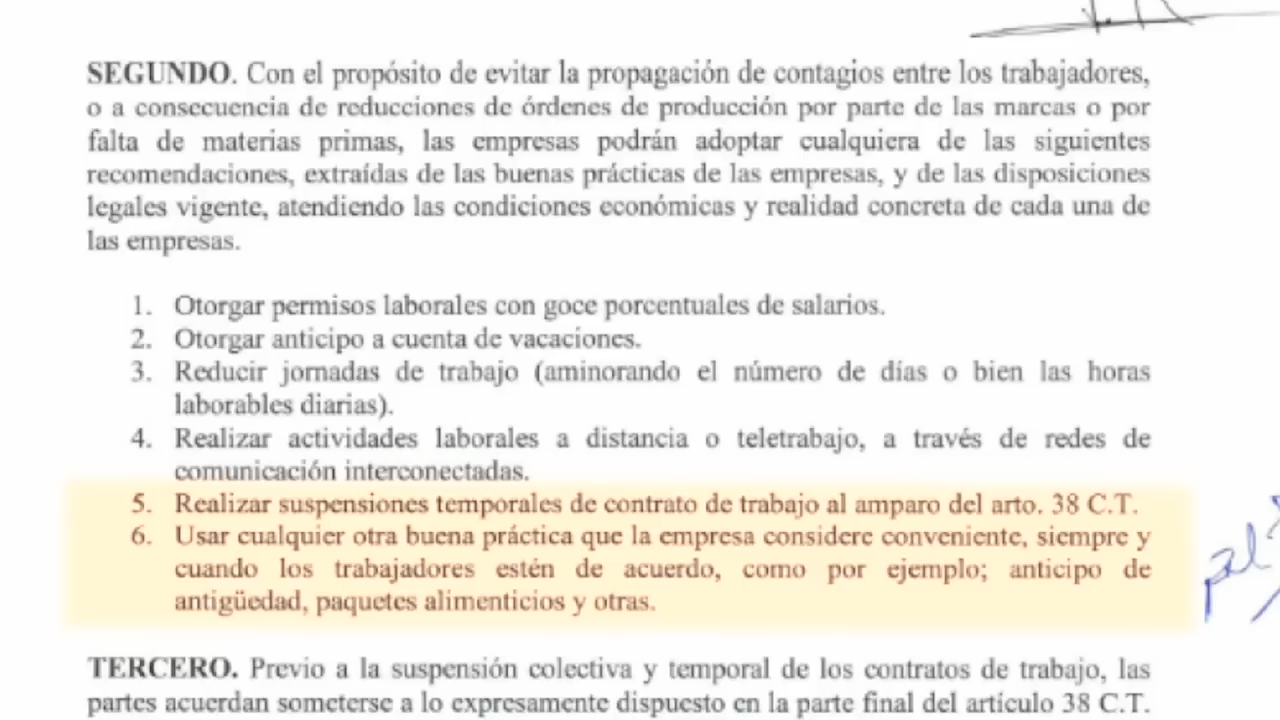 SEGUNDO. Con el propósito de evitar la propagación de contagios entre los trabajadores,
o a consecuencia de reducciones de órdenes de producción por parte de las marcas o por
falta de materias primas, las empresas podrán adoptar cualquiera de las siguientes
recomendaciones, extraídas de las buenas prácticas de las empresas, y de las disposiciones
legales vigente, atendiendo las condiciones económicas y realidad concreta de cada una de
las empresas.
1. Otorgar permisos laborales con goce porcentuales de salarios.
2. Otorgar anticipo a cuenta de vacaciones.
3. Reducir jornadas de trabajo (aminorando el número de días o bien las horas
laborables diarias).
4. Realizar actividades laborales a distancia o teletrabajo, a través de redes de
comunicación interconectadas.
5. Realizar suspensiones temporales de contrato de trabajo al amparo del arto. 38 C.T.
6. Usar cualquier otra buena práctica que la empresa considere conveniente, siempre y
cuando los trabajadores estén de acuerdo, como por ejemplo; anticipo de
antigüedad, paquetes alimenticios y otras.
TERCERO. Previo a la suspensión colectiva y temporal de los contratos de trabajo, las
partes acuerdan someterse a lo expresamente dispuesto en la parte final del artículo 38 C.T.